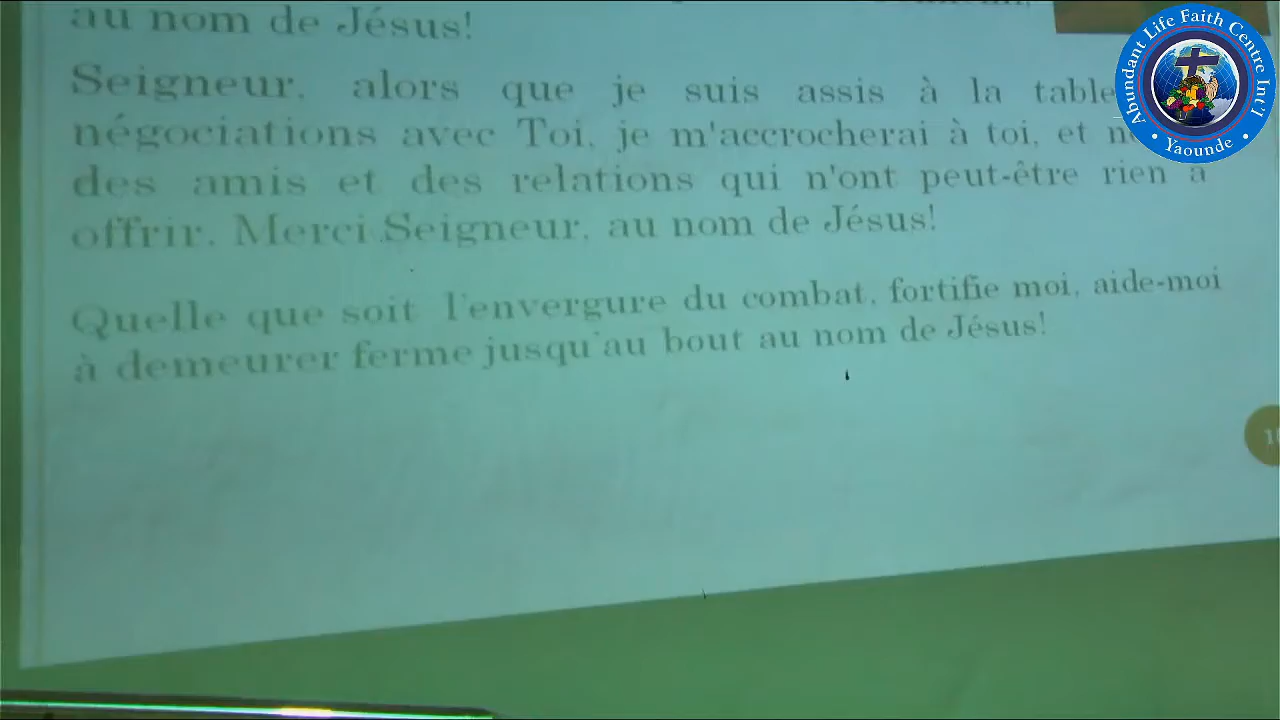 au nom de Jésus!
Seigneur, alors que je suis assis à la table
négociations avec Toi, je m'accrocherai à toi, et
des amis et des relations qui n'ont peut-être rien à
offrir. Merci Seigneur, au nom de Jésus!
Quelle que soit l'envergure du combat, fortifie moi, aide-moi
à demeurer ferme jusqu'au bout au nom de Jésus!
Abundant Life Faith Centre Int'l
• Yaounde •